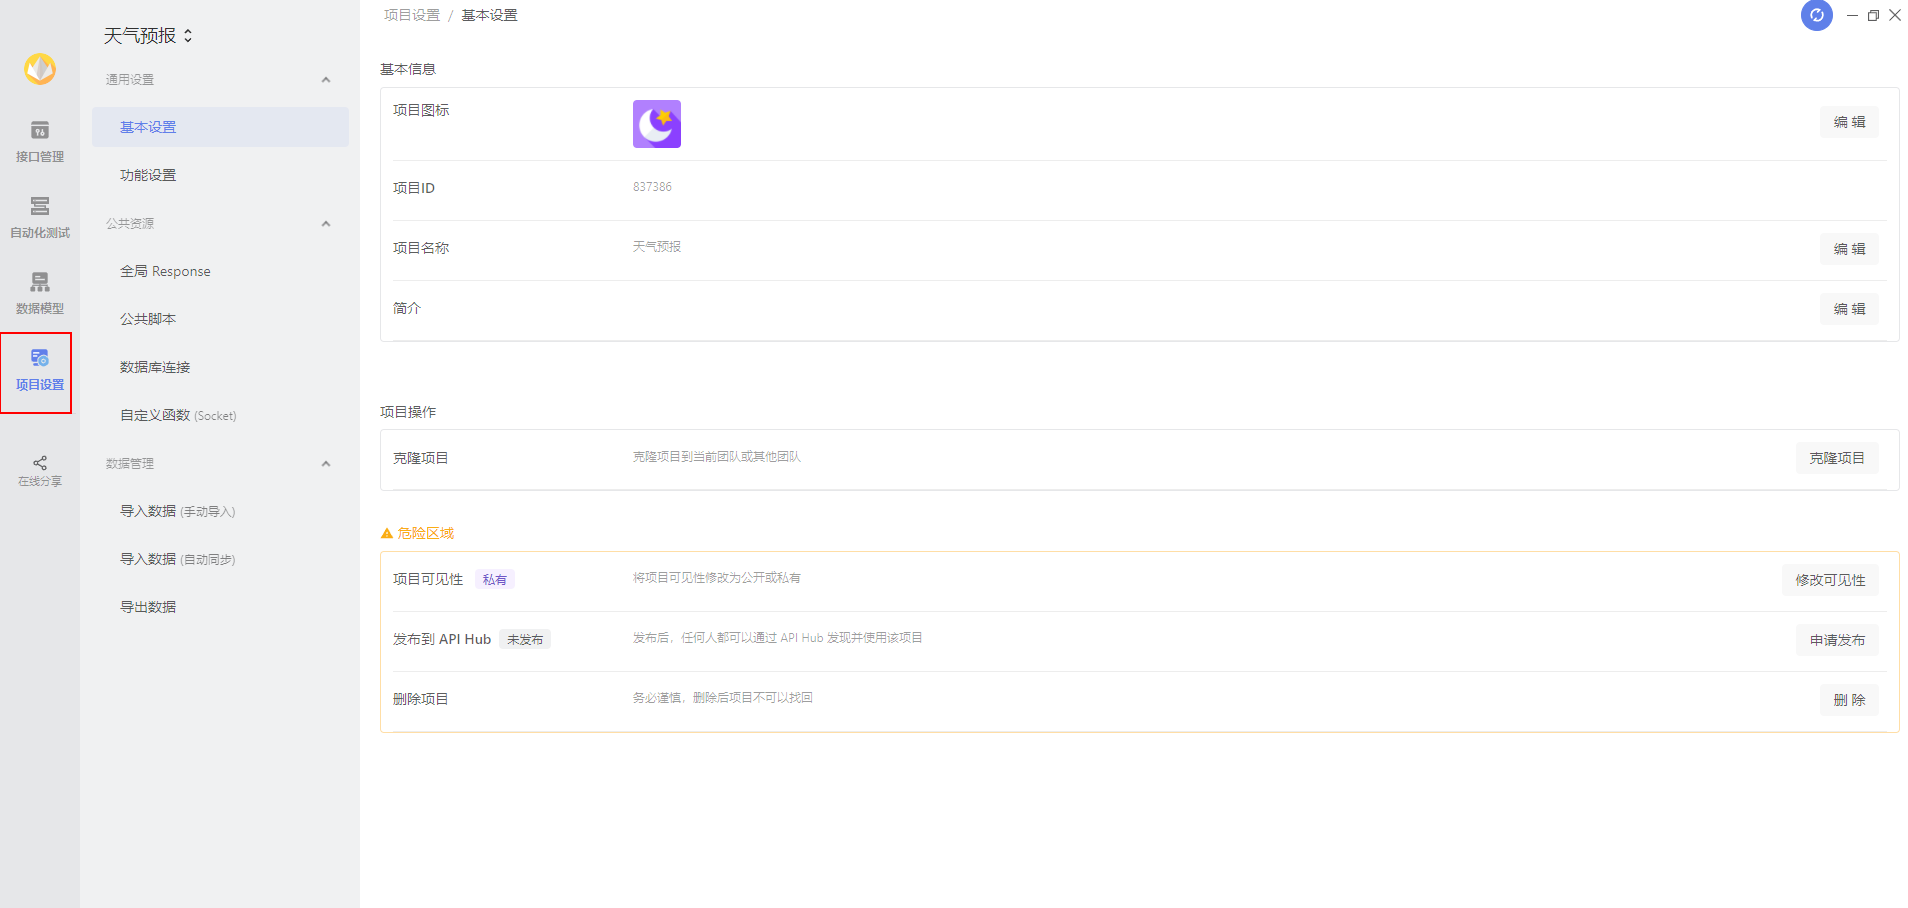 天气预报
接口管理
自动化测试
数据模型
项目设置
在线分享
通用设置
基本设置
功能设置
公共资源
全局 Response
公共脚本
数据库连接
自定义函数 (Socket)
数据管理
导入数据 (手动导入)
导入数据 (自动同步)
导出数据
项目设置 / 基本设置
基本信息
项目图标 编 辑
项目ID 837386
项目名称 天气预报 编 辑
简介 编 辑
项目操作
克隆项目 克隆项目到当前团队或其他团队 克隆项目
危险区域
项目可见性 私有 将项目可见性修改为公开或私有 修改可见性
发布到 API Hub 未发布 发布后，任何人都可以通过 API Hub 发现并使用该项目 申请发布
删除项目 务必谨慎，删除后项目不可以找回 删 除